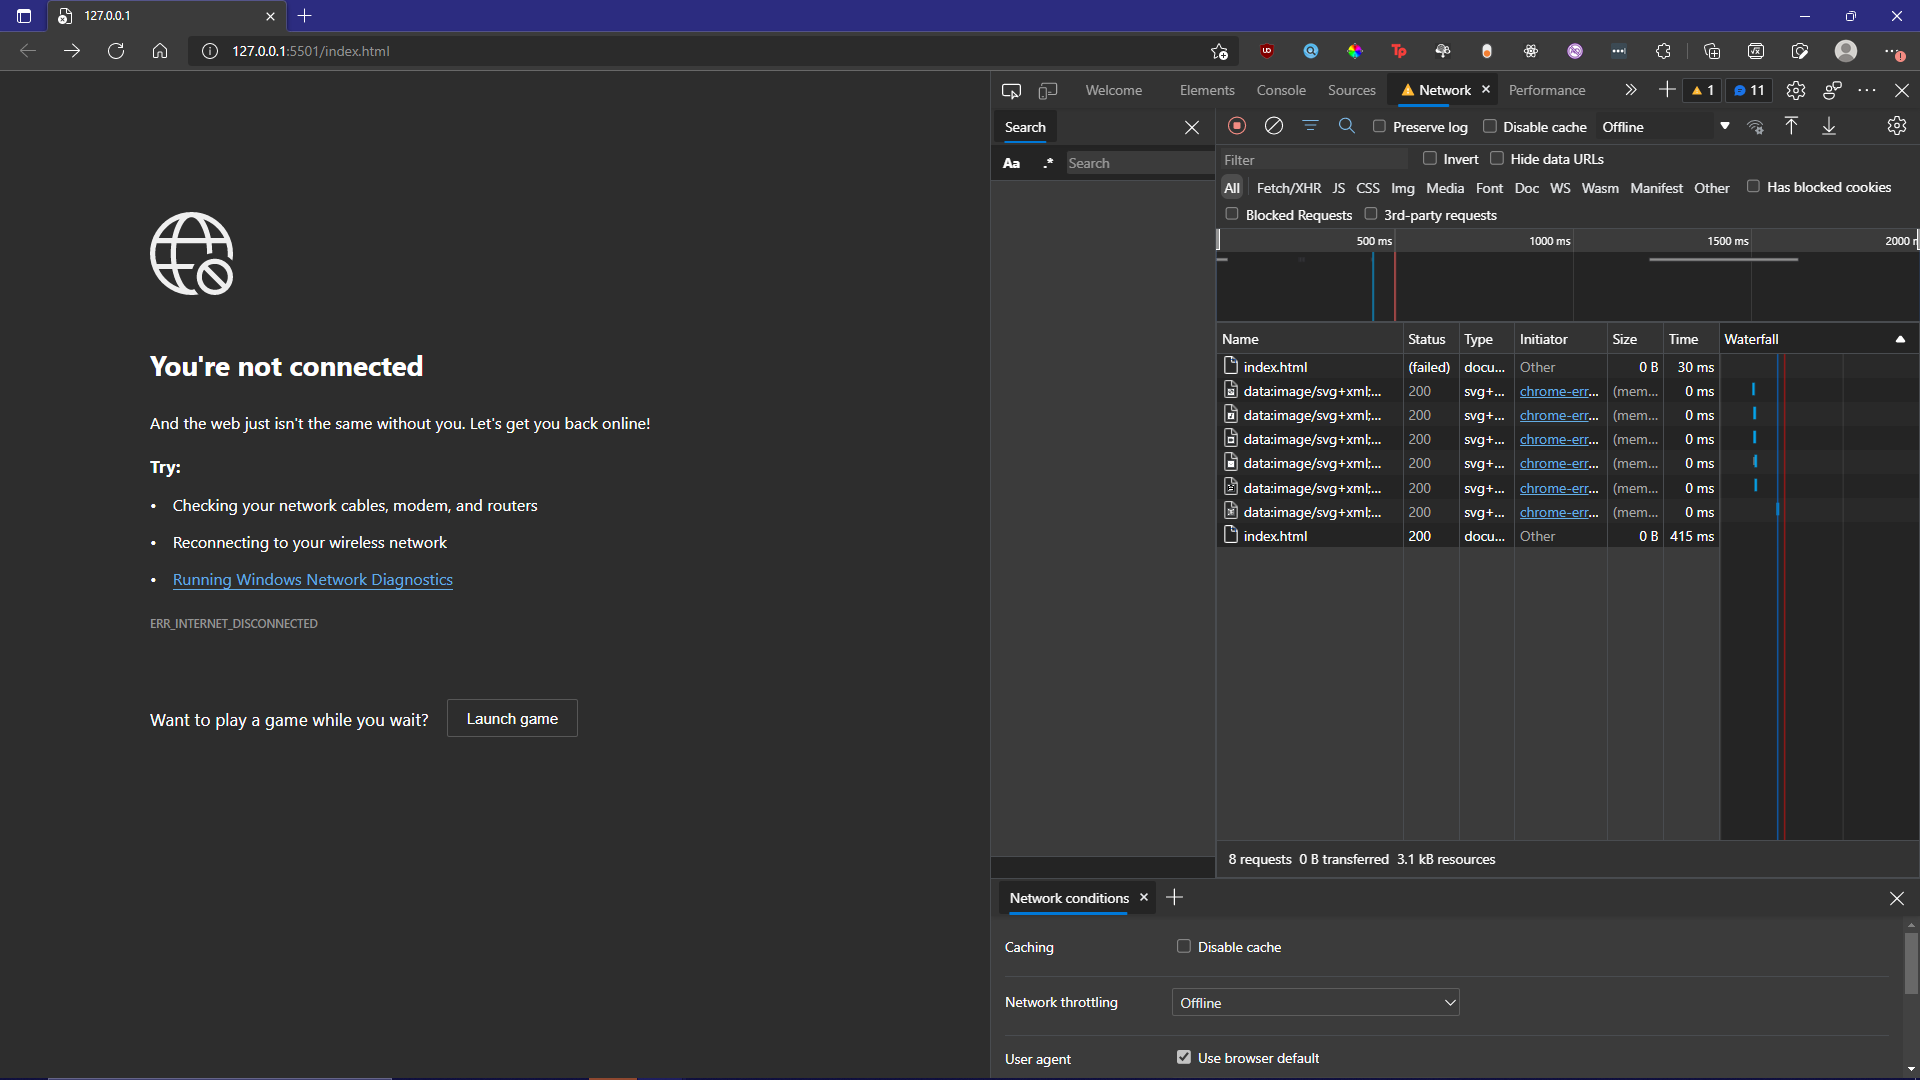 127.0.0.1
127.0.0.1:5501/index.html
You're not connected
And the web just isn't the same without you. Let's get you back online!
Try:
• Checking your network cables, modem, and routers
• Reconnecting to your wireless network
• Running Windows Network Diagnostics
ERR_INTERNET_DISCONNECTED
Want to play a game while you wait? Launch game
Welcome Elements Console Sources Network Performance 1 11
Search
Aa .* Search
Preserve log Disable cache Offline
Filter Invert Hide data URLs
All Fetch/XHR JS CSS Img Media Font Doc WS Wasm Manifest Other Has blocked cookies
Blocked Requests 3rd-party requests
500 ms 1000 ms 1500 ms 2000
Name Status Type Initiator Size Time Waterfall
index.html (failed) docu... Other 0 B 30 ms
data:image/svg+xml;... 200 svg+... chrome-err... (mem... 0 ms
data:image/svg+xml;... 200 svg+... chrome-err... (mem... 0 ms
data:image/svg+xml;... 200 svg+... chrome-err... (mem... 0 ms
data:image/svg+xml;... 200 svg+... chrome-err... (mem... 0 ms
data:image/svg+xml;... 200 svg+... chrome-err... (mem... 0 ms
data:image/svg+xml;... 200 svg+... chrome-err... (mem... 0 ms
index.html 200 docu... Other 0 B 415 ms
8 requests 0 B transferred 3.1 kB resources
Network conditions
Caching Disable cache
Network throttling Offline
User agent Use browser default